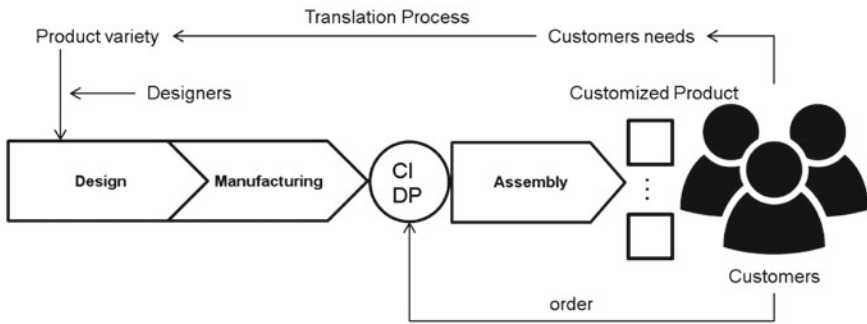 Translation Process
Product variety
Customers needs
Designers
Customized Product
Design
Manufacturing
CI
DP
Assembly
Customers
order